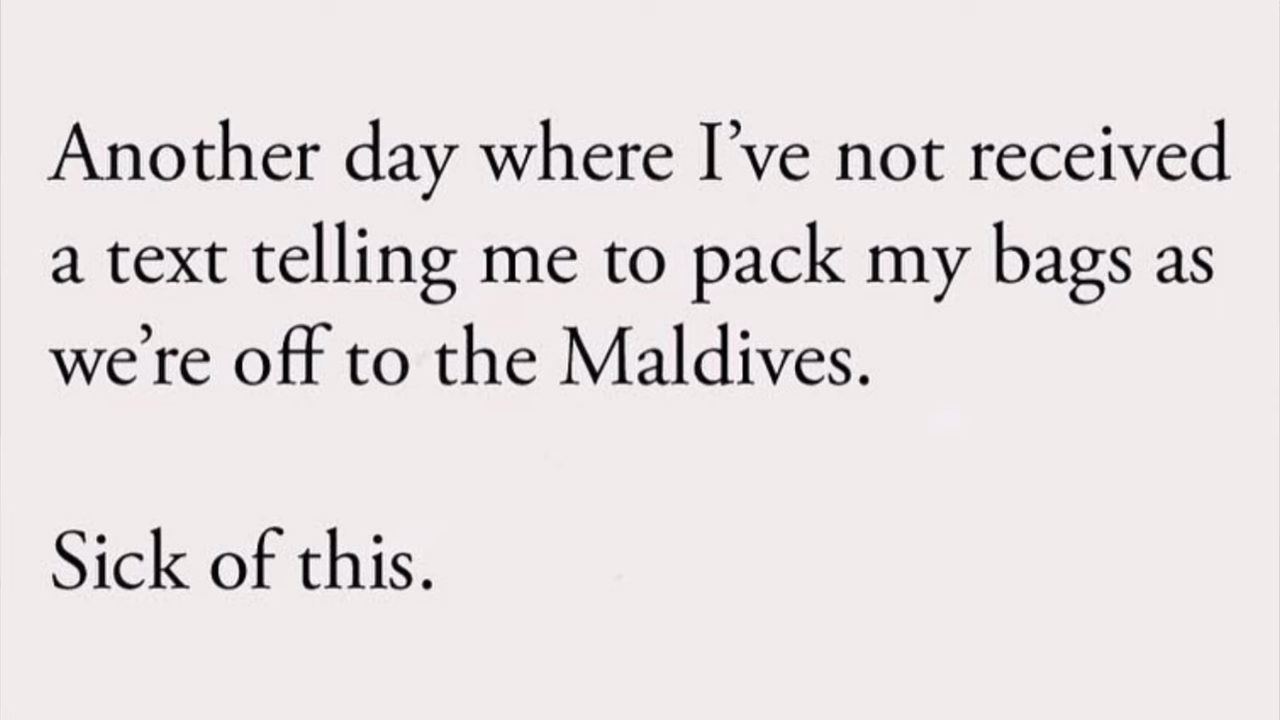 Another day where I’ve not received
a text telling me to pack my bags as
we’re off to the Maldives.
Sick of this.